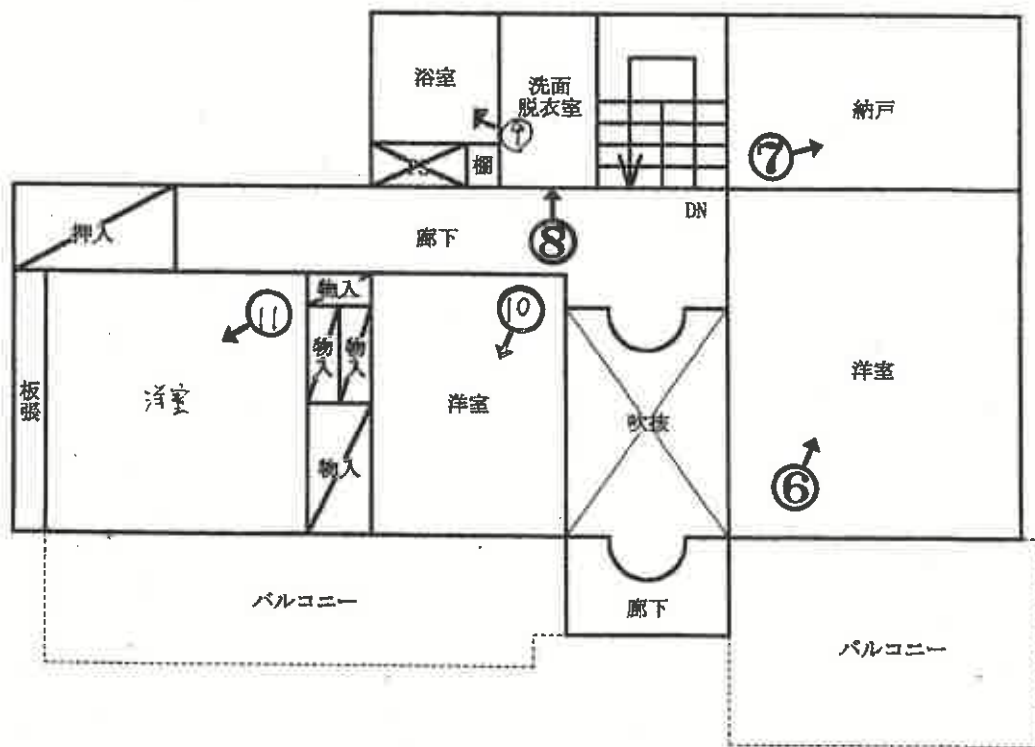 浴室
洗面
脱衣室
納戸
⑦
⑨
PS
棚
DN
押入
廊下
⑧
物入
⑩
⑪
物入
物入
板張
洋室
洋室
洋室
吹抜
物入
⑥
バルコニー
廊下
バルコニー